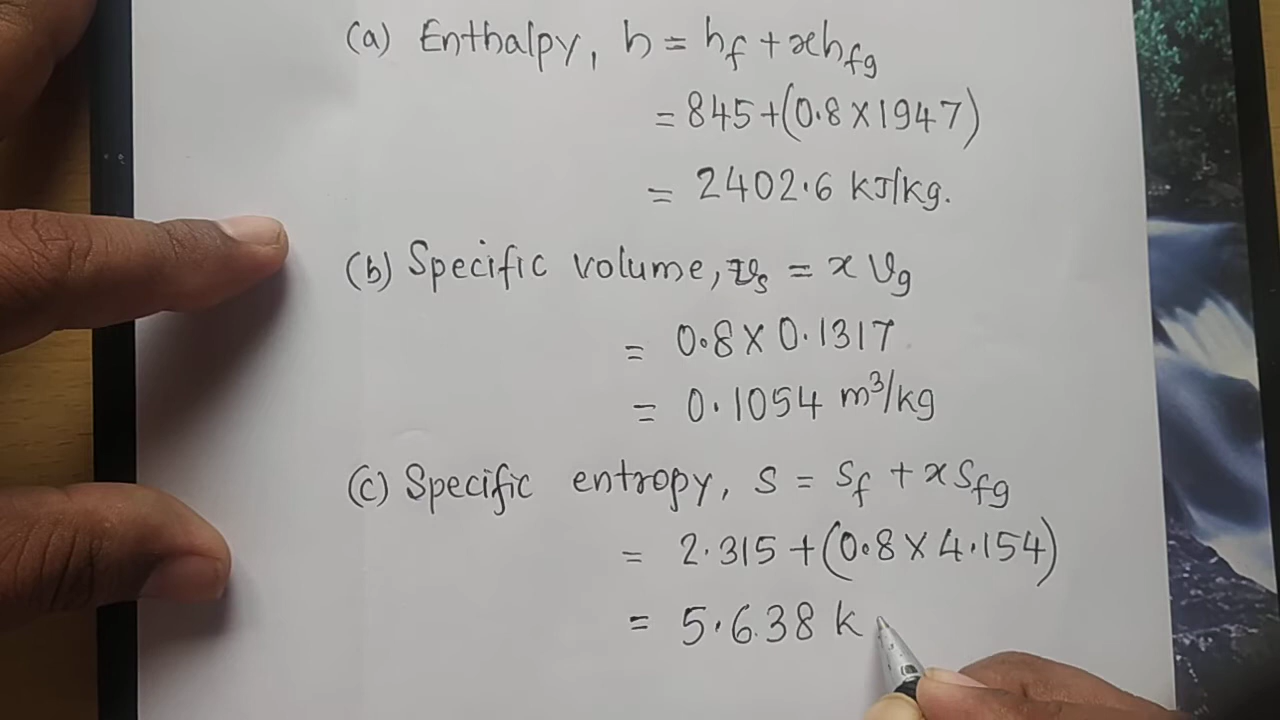 (a) Enthalpy, h = hf + xhfg
= 845 + (0.8 × 1947)
= 2402.6 kJ/kg.
(b) Specific volume, vs = x vg
= 0.8 × 0.1317
= 0.1054 m³/kg
(c) Specific entropy, s = sf + x sfg
= 2.315 + (0.8 × 4.154)
= 5.638 k